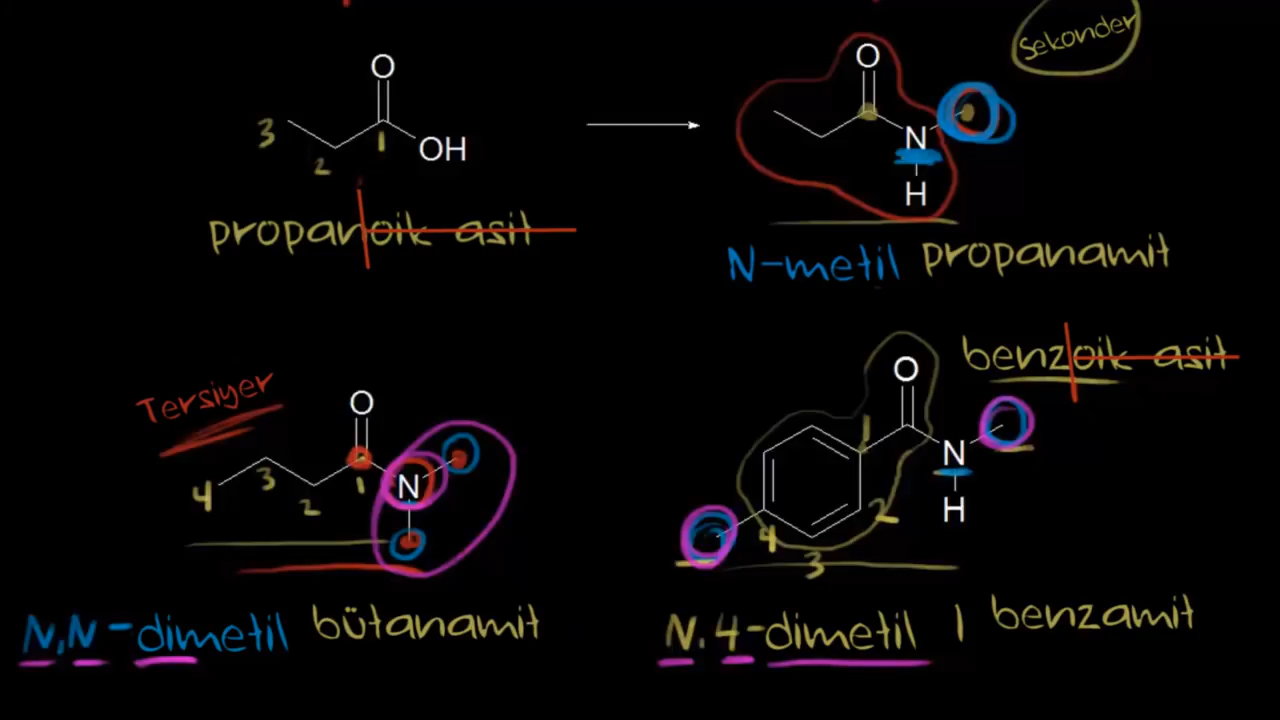 Sekonder
O
O
3
1
OH
N
2
H
propanoik asit
N-metil propanamit
benzoik asit
Tersiyer
O
O
1
4
3
2
1
N
N
2
H
4
3
N,N-dimetil bütanamit
N.4-dimetil | benzamit